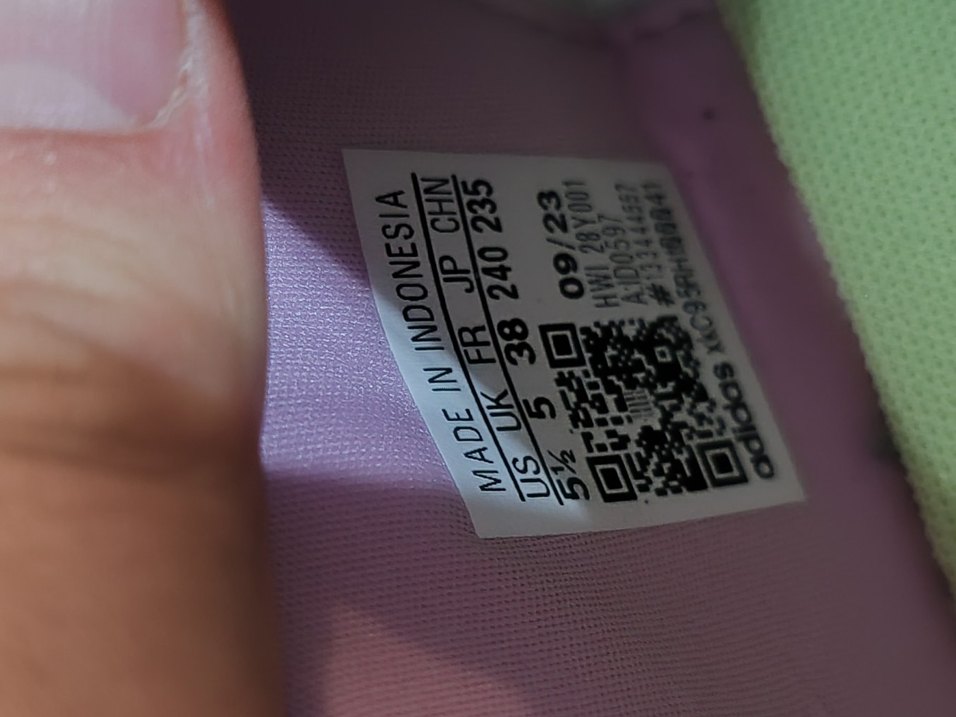 MADE IN INDONESIA
US UK FR JP CHN
5½ 5 38 240 235
09/23
HWI 28Y001
AID0597
adidas